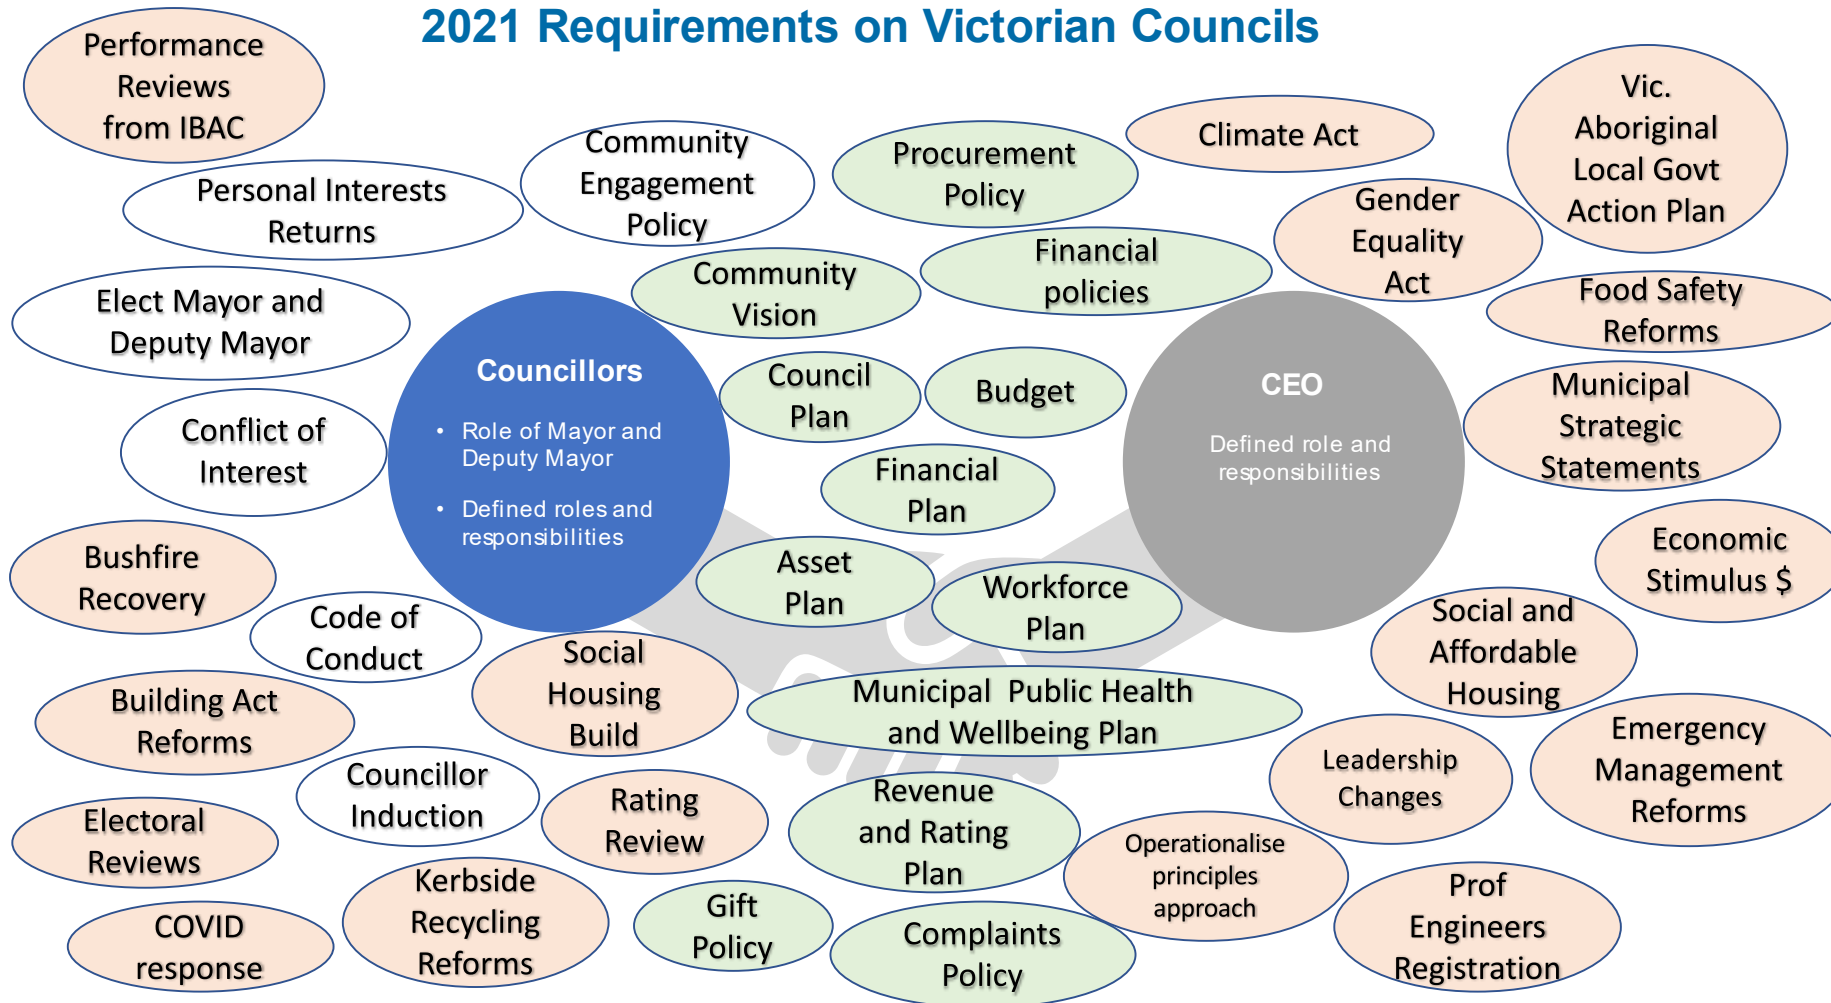 2021 Requirements on Victorian Councils
Performance
Reviews
from IBAC
Personal Interests
Returns
Community
Engagement
Policy
Procurement
Policy
Climate Act
Vic.
Aboriginal
Local Govt
Action Plan
Gender
Equality
Act
Elect Mayor and
Deputy Mayor
Community
Vision
Financial
policies
Food Safety
Reforms
Councillors
• Role of Mayor and
Deputy Mayor
• Defined roles and
responsibilities
Council
Plan
Budget
CEO
Defined role and
responsibilities
Municipal
Strategic
Statements
Conflict of
Interest
Financial
Plan
Economic
Stimulus $
Bushfire
Recovery
Asset
Plan
Workforce
Plan
Social and
Affordable
Housing
Code of
Conduct
Social
Housing
Build
Municipal  Public Health
and Wellbeing Plan
Building Act
Reforms
Emergency
Management
Reforms
Leadership
Changes
Councillor
Induction
Rating
Review
Revenue
and Rating
Plan
Electoral
Reviews
Operationalise
principles
approach
Kerbside
Recycling
Reforms
Prof
Engineers
Registration
Gift
Policy
Complaints
Policy
COVID
response